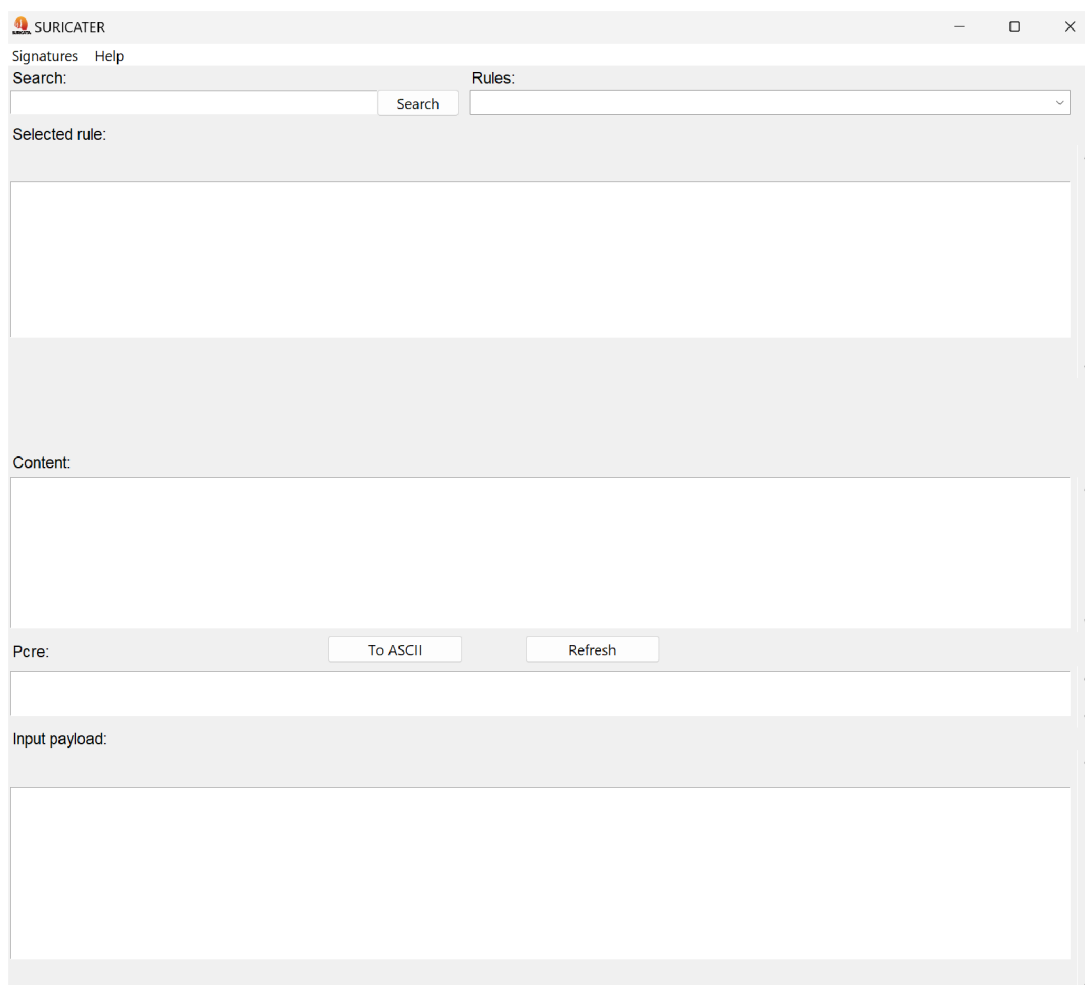 SURICATER
Signatures Help
Search: Rules:
Search
Selected rule:
Content:
Pcre: To ASCII Refresh
Input payload: